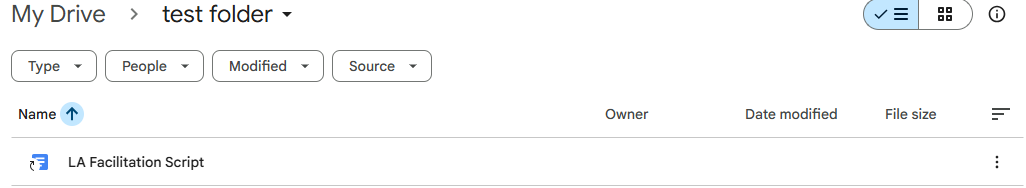 My Drive > test folder
Type People Modified Source
Name Owner Date modified File size
LA Facilitation Script